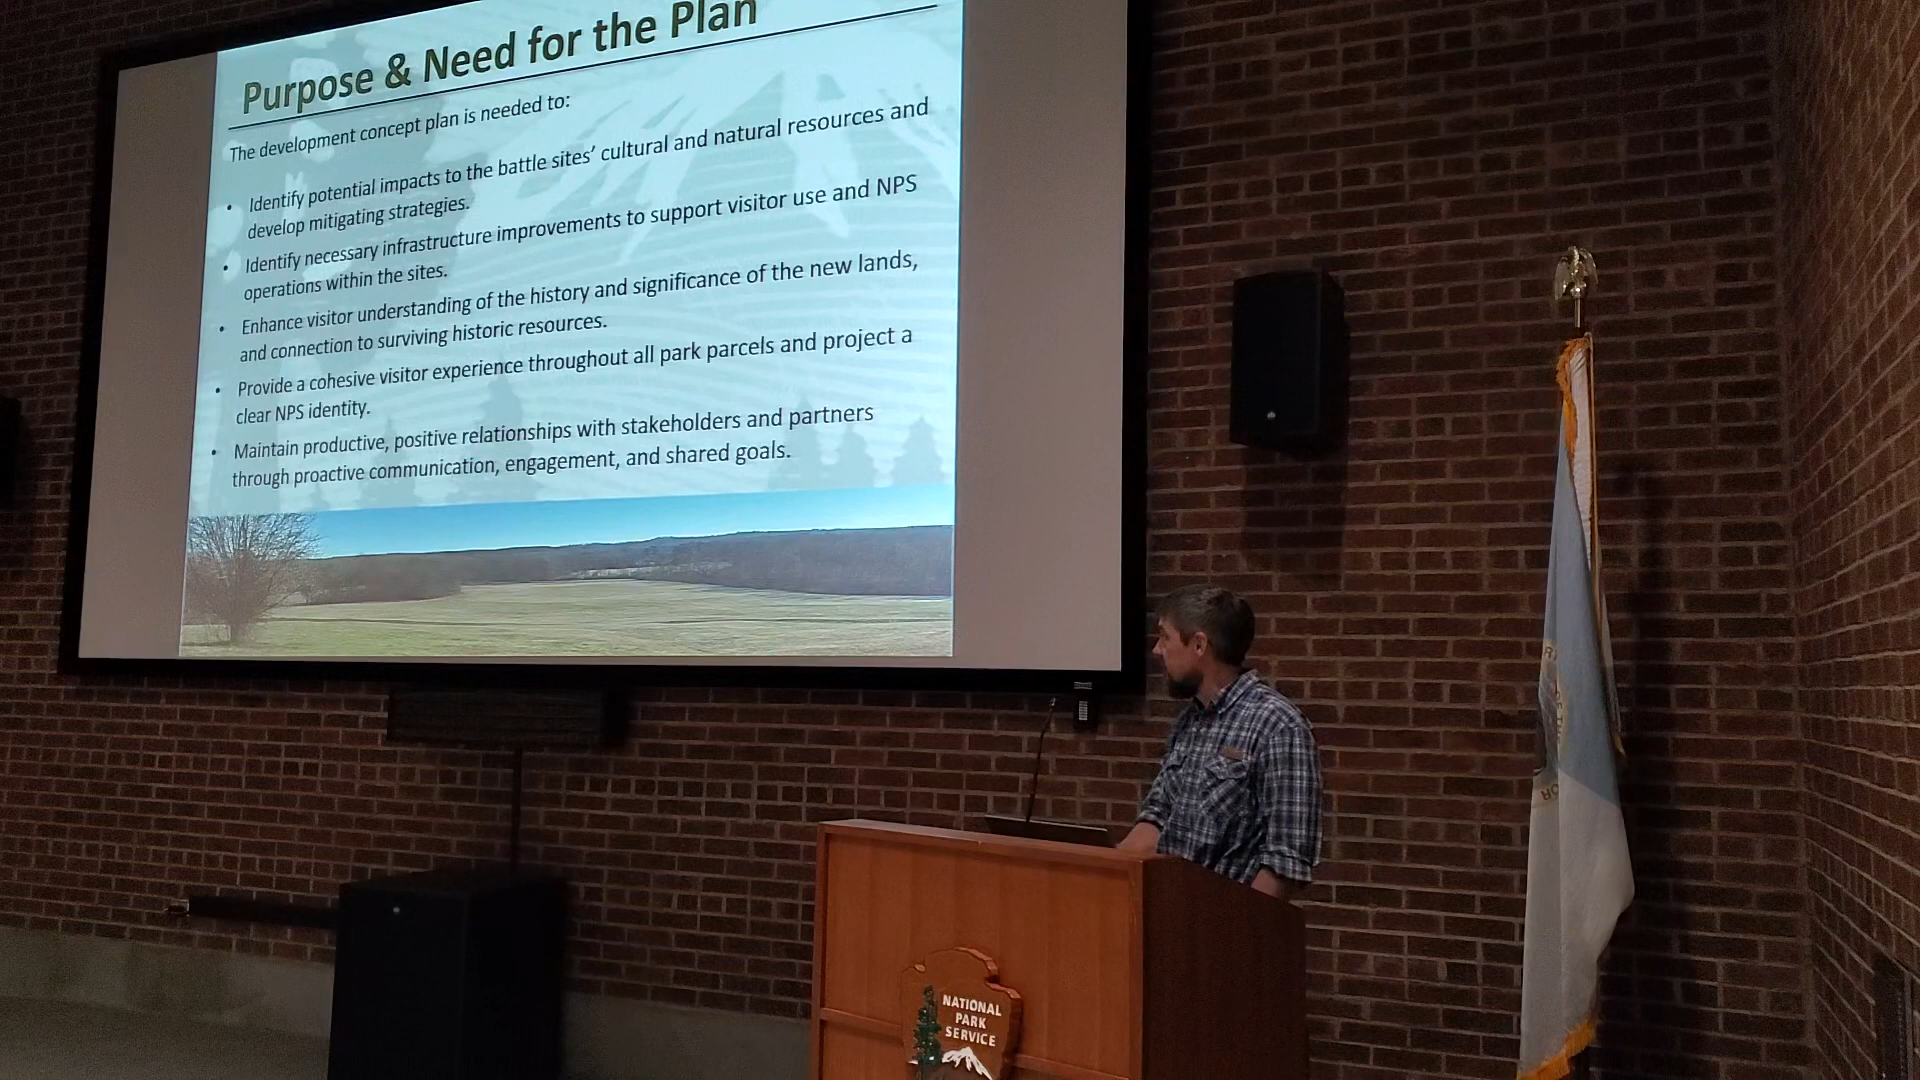 Purpose & Need for the Plan
The development concept plan is needed to:
• Identify potential impacts to the battle sites' cultural and natural resources and
develop mitigating strategies.
• Identify necessary infrastructure improvements to support visitor use and NPS
operations within the sites.
• Enhance visitor understanding of the history and significance of the new lands,
and connection to surviving historic resources.
• Provide a cohesive visitor experience throughout all park parcels and project a
clear NPS identity.
• Maintain productive, positive relationships with stakeholders and partners
through proactive communication, engagement, and shared goals.
NATIONAL
PARK
SERVICE